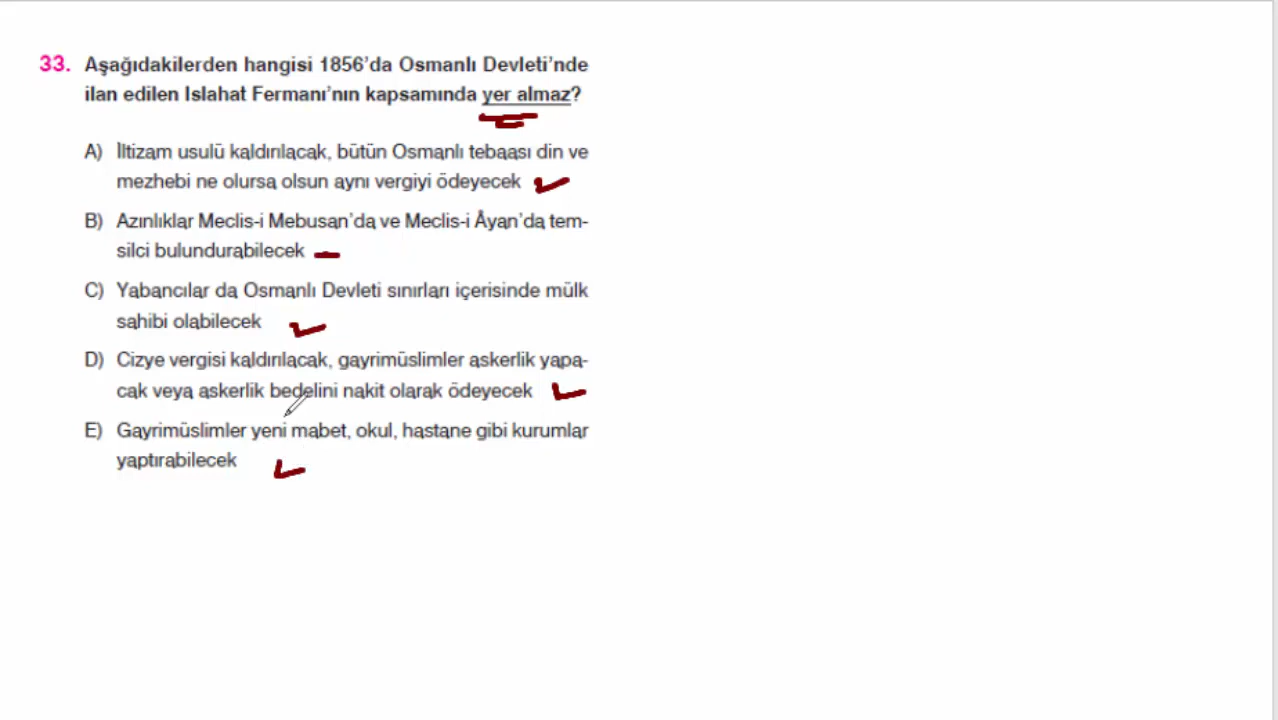 33. Aşağıdakilerden hangisi 1856’da Osmanlı Devleti’nde
ilan edilen Islahat Fermanı’nın kapsamında yer almaz?
A) İltizam usulü kaldırılacak, bütün Osmanlı tebaası din ve
mezhebi ne olursa olsun aynı vergiyi ödeyecek
B) Azınlıklar Meclis-i Mebusan’da ve Meclis-i Âyan’da tem-
silci bulundurabilecek
C) Yabancılar da Osmanlı Devleti sınırları içerisinde mülk
sahibi olabilecek
D) Cizye vergisi kaldırılacak, gayrimüslimler askerlik yapa-
cak veya askerlik bedelini nakit olarak ödeyecek
E) Gayrimüslimler yeni mabet, okul, hastane gibi kurumlar
yaptırabilecek